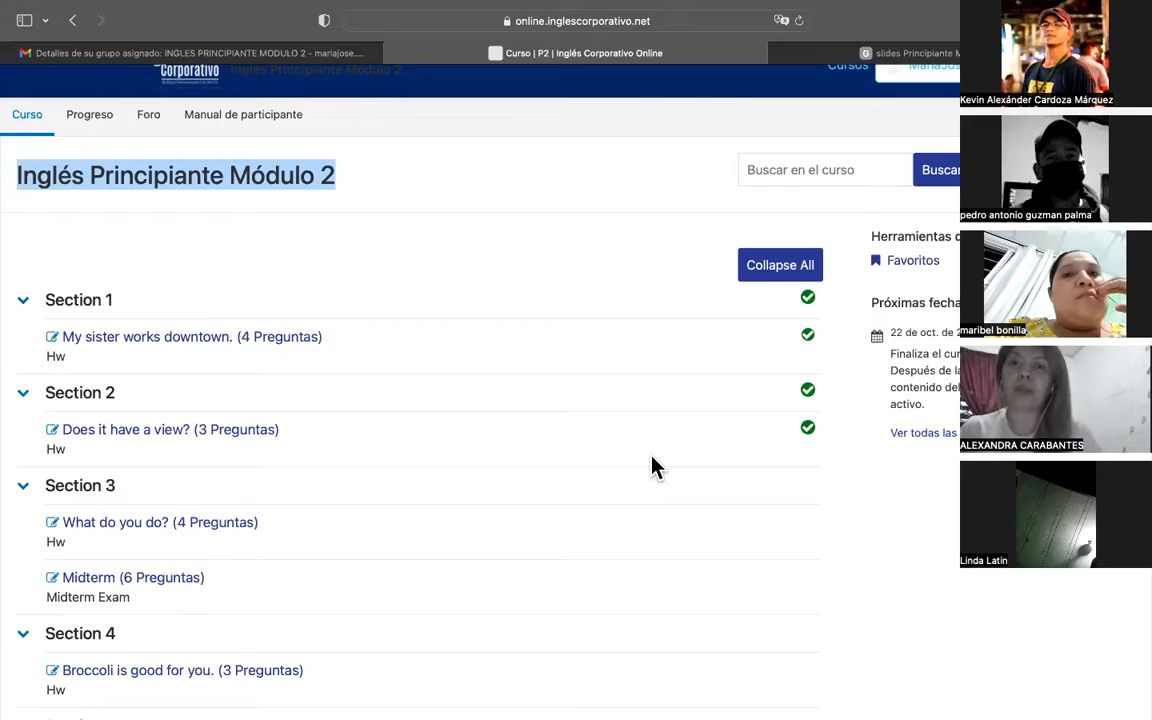 online.inglescorporativo.net
Detalles de su grupo asignado: INGLES PRINCIPIANTE MODULO 2 - mariajose....
Curso | P2 | Inglés Corporativo Online
slides Principiante M
corporativo
Inglés Principiante Módulo 2
Cursos
MariaJos
Curso
Progreso
Foro
Manual de participante
Inglés Principiante Módulo 2
Buscar en el curso
Buscar
Herramientas d
Collapse All
Favoritos
Section 1
Próximas fecha
My sister works downtown. (4 Preguntas)
22 de oct. de 2
Hw
Finaliza el cur
Después de la
contenido del
activo.
Section 2
Does it have a view? (3 Preguntas)
Ver todas las
Hw
Section 3
What do you do? (4 Preguntas)
Hw
Midterm (6 Preguntas)
Midterm Exam
Section 4
Broccoli is good for you. (3 Preguntas)
Hw
Kevin Alexánder Cardoza Márquez
pedro antonio guzman palma
maribel bonilla
ALEXANDRA CARABANTES
Linda Latin